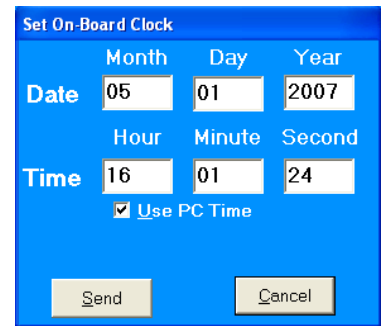 Set On-Board Clock
Month Day Year
Date 05 01 2007
Hour Minute Second
Time 16 01 24
Use PC Time
Send Cancel